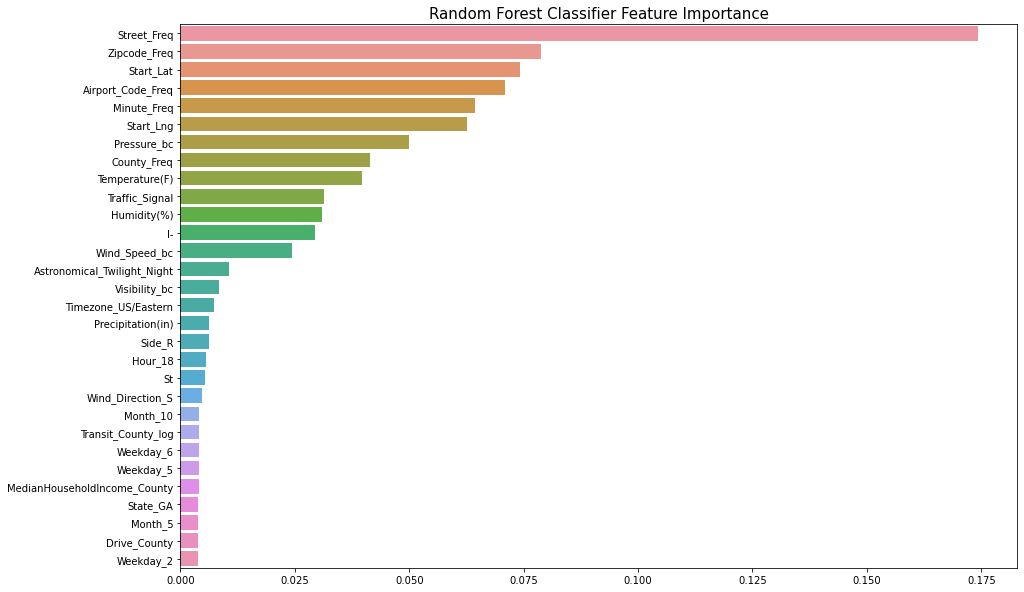 Random Forest Classifier Feature Importance
Street_Freq
Zipcode_Freq
Start_Lat
Airport_Code_Freq
Minute_Freq
Start_Lng
Pressure_bc
County_Freq
Temperature(F)
Traffic_Signal
Humidity(%)
I-
Wind_Speed_bc
Astronomical_Twilight_Night
Visibility_bc
Timezone_US/Eastern
Precipitation(in)
Side_R
Hour_18
St
Wind_Direction_S
Month_10
Transit_County_log
Weekday_6
Weekday_5
MedianHouseholdIncome_County
State_GA
Month_5
Drive_County
Weekday_2
0.000 0.025 0.050 0.075 0.100 0.125 0.150 0.175